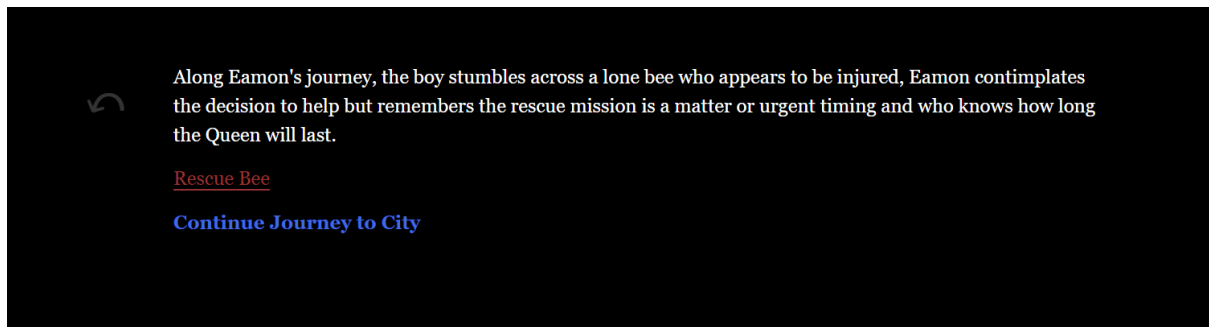 Along Eamon's journey, the boy stumbles across a lone bee who appears to be injured, Eamon contimplates
the decision to help but remembers the rescue mission is a matter or urgent timing and who knows how long
the Queen will last.
Rescue Bee
Continue Journey to City